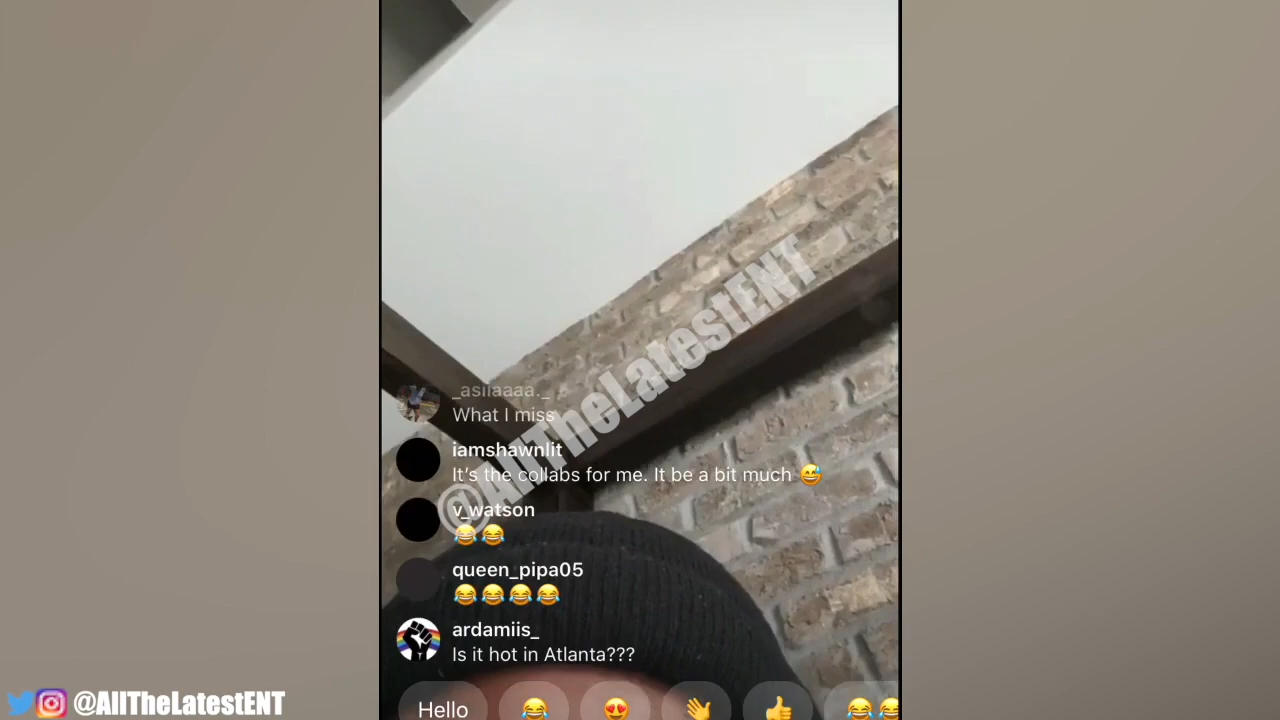 _asilaaaa._
What I miss
iamshawnlit
It's the collabs for me. It be a bit much 😅
v_watson
😂😂
queen_pipa05
😂😂😂😂
ardamiis_
Is it hot in Atlanta???
Hello 😂 😍 👋 👍 😂😂
@AllTheLatestENT
@AllTheLatestENT